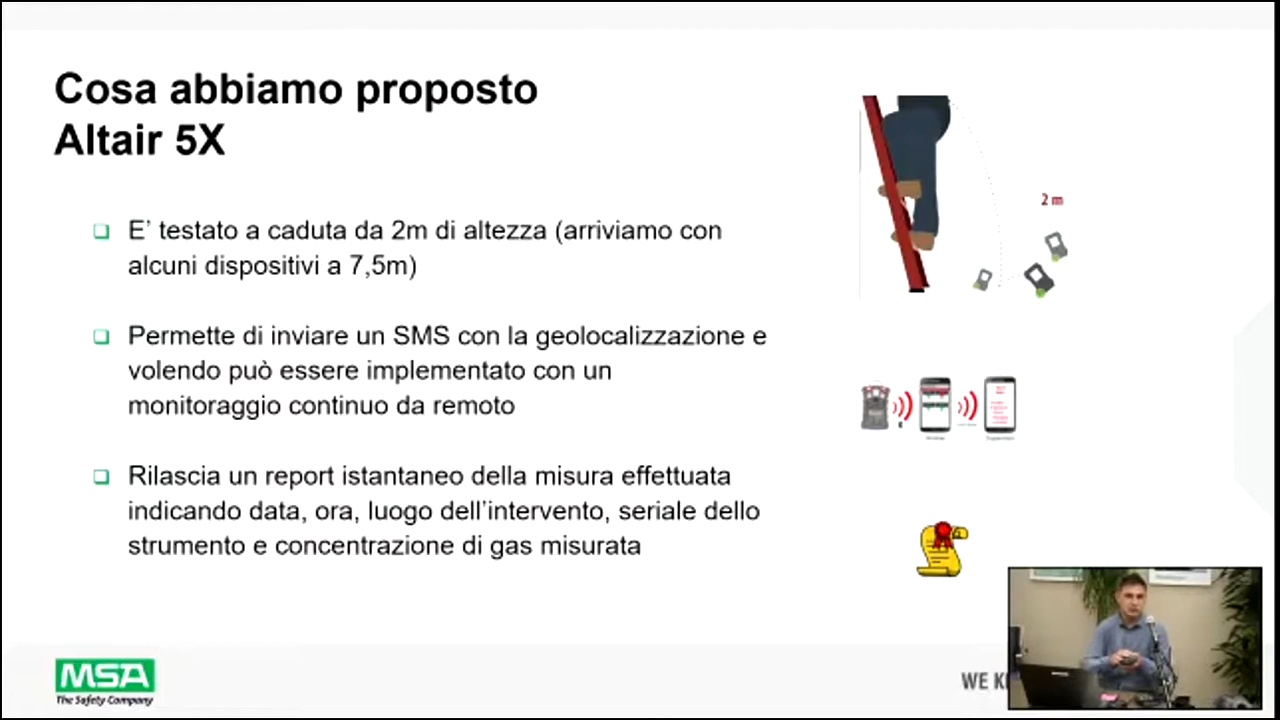 Cosa abbiamo proposto
Altair 5X
E’ testato a caduta da 2m di altezza (arriviamo con
alcuni dispositivi a 7,5m)
2 m
Permette di inviare un SMS con la geolocalizzazione e
volendo può essere implementato con un
monitoraggio continuo da remoto
Rilascia un report istantaneo della misura effettuata
indicando data, ora, luogo dell’intervento, seriale dello
strumento e concentrazione di gas misurata
MSA
The Safety Company
WE